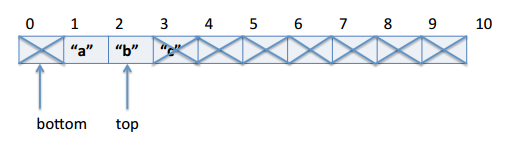 0 1 2 3 4 5 6 7 8 9 10
“a” “b” “c”
bottom top